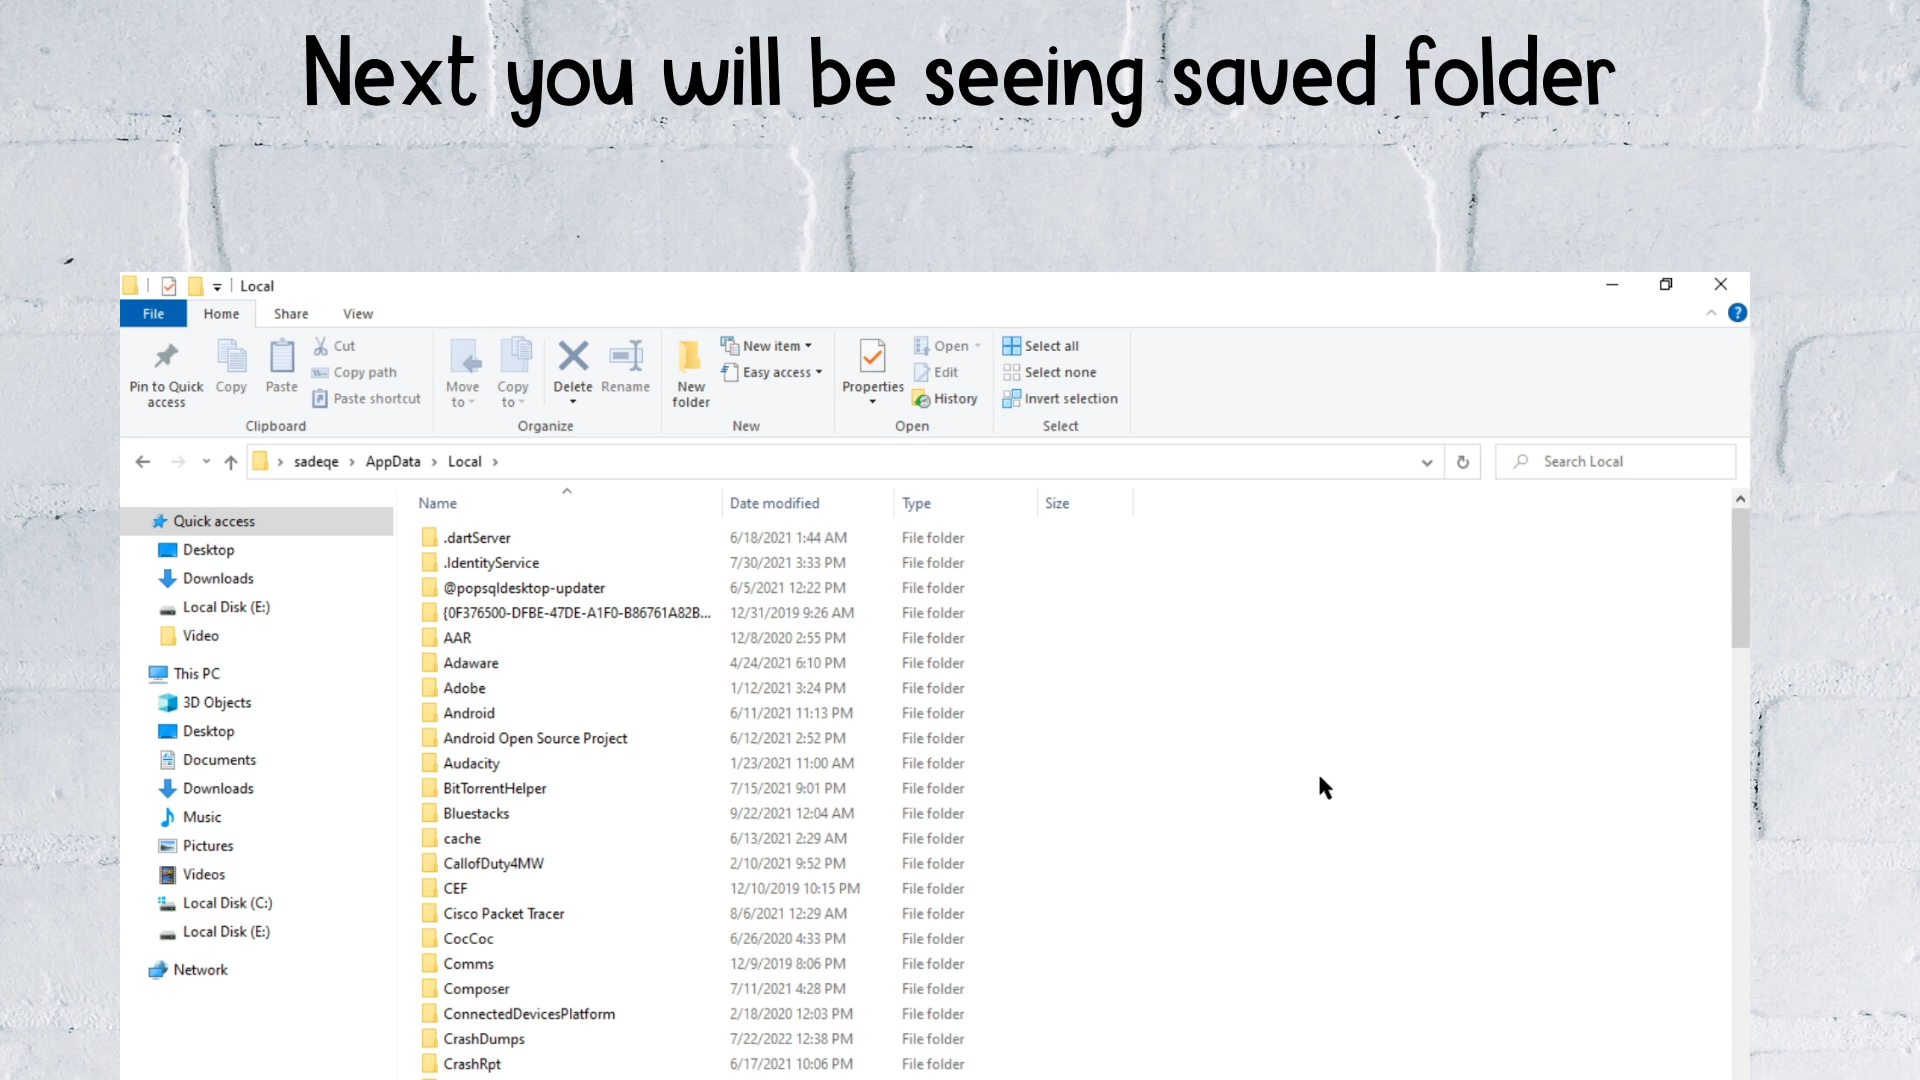 Next you will be seeing saved folder
Local
File Home Share View
Pin to Quick access
Copy
Paste
Cut
Copy path
Paste shortcut
Clipboard
Move to
Copy to
Delete
Rename
Organize
New folder
New item
Easy access
New
Properties
Open
Edit
History
Open
Select all
Select none
Invert selection
Select
sadeqe > AppData > Local >
Search Local
Quick access
Desktop
Downloads
Local Disk (E:)
Video
This PC
3D Objects
Desktop
Documents
Downloads
Music
Pictures
Videos
Local Disk (C:)
Local Disk (E:)
Network
Name Date modified Type Size
.dartServer 6/18/2021 1:44 AM File folder
.IdentityService 7/30/2021 3:33 PM File folder
@popsqldesktop-updater 6/5/2021 12:22 PM File folder
{0F376500-DFBE-47DE-A1F0-B86761A82B... 12/31/2019 9:26 AM File folder
AAR 12/8/2020 2:55 PM File folder
Adaware 4/24/2021 6:10 PM File folder
Adobe 1/12/2021 3:24 PM File folder
Android 6/11/2021 11:13 PM File folder
Android Open Source Project 6/12/2021 2:52 PM File folder
Audacity 1/23/2021 11:00 AM File folder
BitTorrentHelper 7/15/2021 9:01 PM File folder
Bluestacks 9/22/2021 12:04 AM File folder
cache 6/13/2021 2:29 AM File folder
CallofDuty4MW 2/10/2021 9:52 PM File folder
CEF 12/10/2019 10:15 PM File folder
Cisco Packet Tracer 8/6/2021 12:29 AM File folder
CocCoc 6/26/2020 4:33 PM File folder
Comms 12/9/2019 8:06 PM File folder
Composer 7/11/2021 4:28 PM File folder
ConnectedDevicesPlatform 2/18/2020 12:03 PM File folder
CrashDumps 7/22/2022 12:38 PM File folder
CrashRpt 6/17/2021 10:06 PM File folder